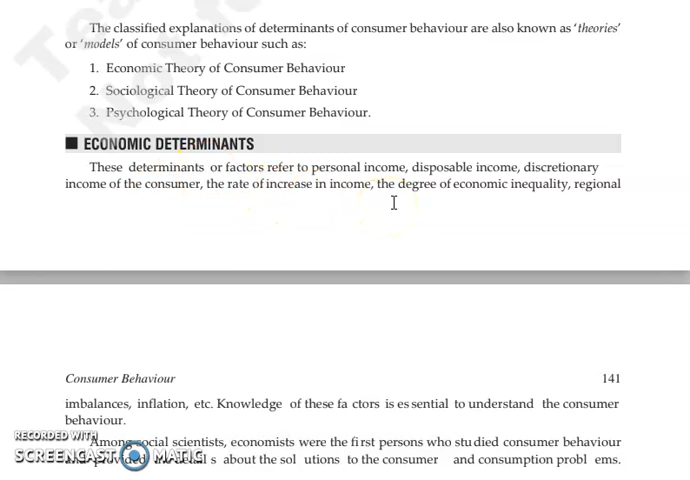 The classified explanations of determinants of consumer behaviour are also known as 'theories'
or 'models' of consumer behaviour such as:
1. Economic Theory of Consumer Behaviour
2. Sociological Theory of Consumer Behaviour
3. Psychological Theory of Consumer Behaviour.
ECONOMIC DETERMINANTS
These determinants or factors refer to personal income, disposable income, discretionary
income of the consumer, the rate of increase in income, the degree of economic inequality, regional
Consumer Behaviour 141
imbalances, inflation, etc. Knowledge of these fa ctors is es sential to understand the consumer
behaviour.
Among social scientists, economists were the fi rst persons who stu died consumer behaviour
and provided s about the sol utions to the consumer and consumption probl ems.
RECORDED WITH
SCREENCAST MATIC